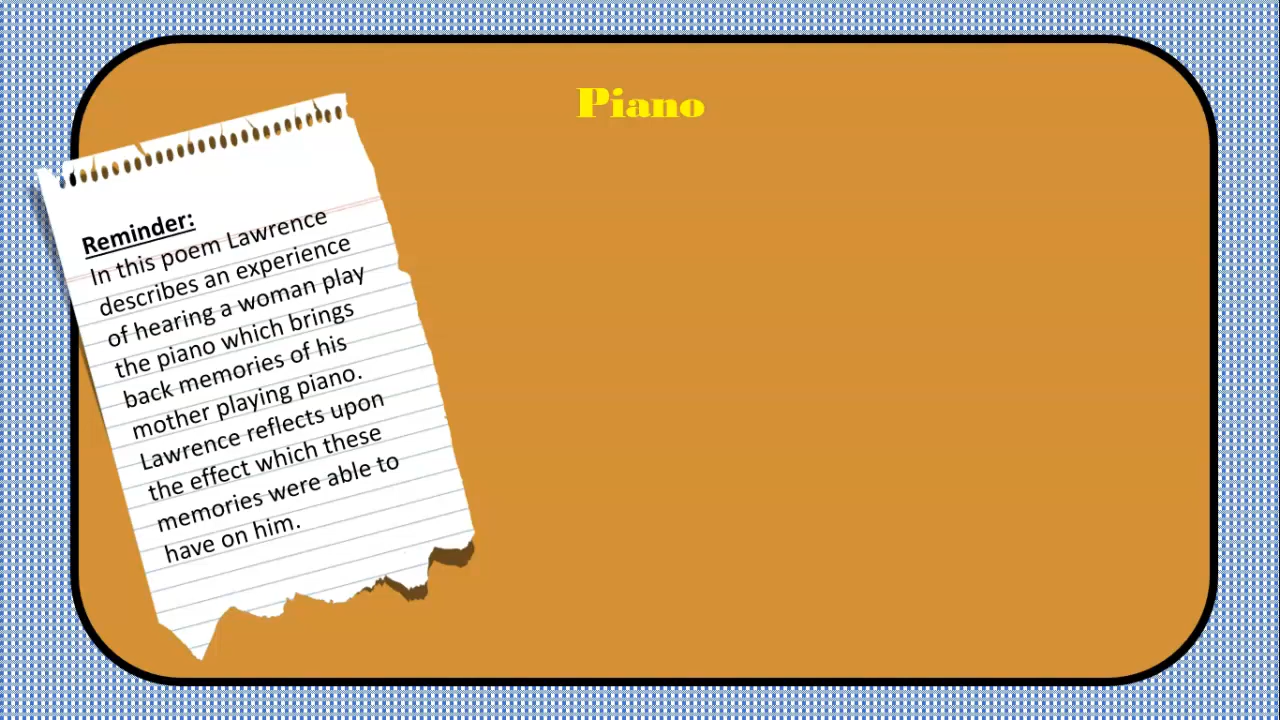 Piano
Reminder:
In this poem Lawrence
describes an experience
of hearing a woman play
the piano which brings
back memories of his
mother playing piano.
Lawrence reflects upon
the effect which these
memories were able to
have on him.